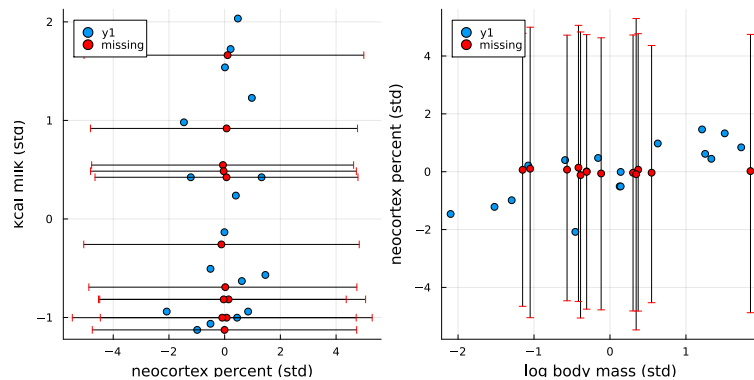 y1
missing
kcal milk (std)
2
1
0
−1
−4
−2
0
2
4
neocortex percent (std)
y1
missing
neocortex percent (std)
4
2
0
−2
−4
−2
−1
0
1
log body mass (std)